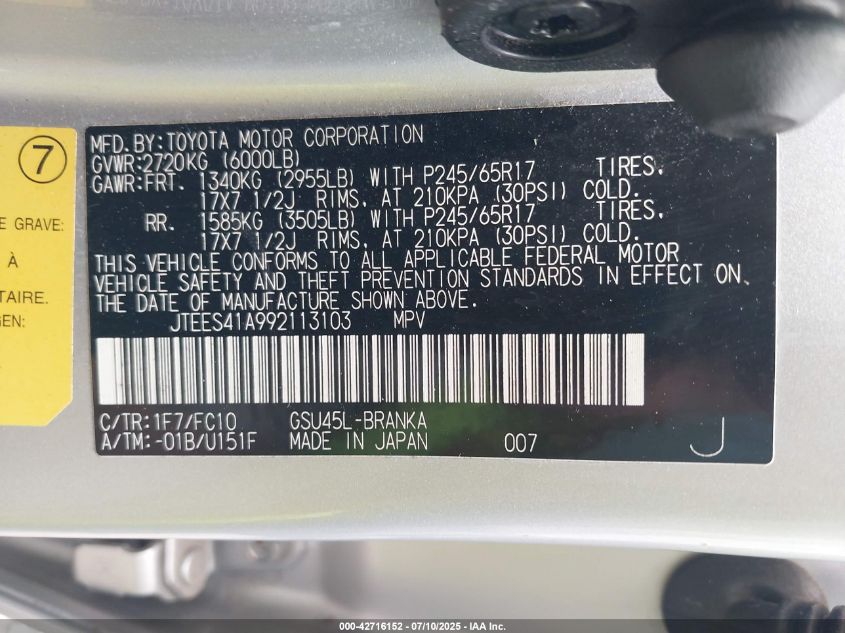 7
E GRAVE:
À
TAIRE.
EN:
MFD.BY:TOYOTA MOTOR CORPORATION
GVWR:2720KG (6000LB)
GAWR:FRT. 1340KG (2955LB) WITH P245/65R17 TIRES,
17X7 1/2J RIMS, AT 210KPA (30PSI) COLD.
RR. 1585KG (3505LB) WITH P245/65R17 TIRES,
17X7 1/2J RIMS, AT 210KPA (30PSI) COLD.
THIS VEHICLE CONFORMS TO ALL APPLICABLE FEDERAL MOTOR
VEHICLE SAFETY AND THEFT PREVENTION STANDARDS IN EFFECT ON
THE DATE OF MANUFACTURE SHOWN ABOVE.
JTEES41A992113103 MPV
C/TR:1F7/FC10 GSU45L-BRANKA
A/TM:-01B/U151F MADE IN JAPAN 007 J
000-42716152 - 07/10/2025 - IAA Inc.